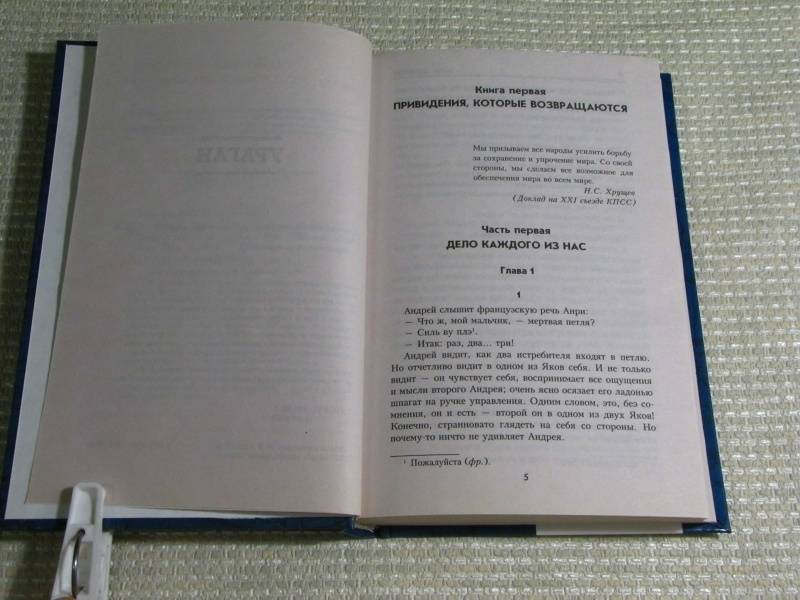 УРАГАН
Книга первая
ПРИВИДЕНИЯ, КОТОРЫЕ ВОЗВРАЩАЮТСЯ
Мы призываем все народы усилить борьбу
за сохранение и упрочение мира. Со своей
стороны, мы сделаем все возможное для
обеспечения мира во всем мире.
Н.С. Хрущев
(Доклад на XXI съезде КПСС)
Часть первая
ДЕЛО КАЖДОГО ИЗ НАС
Глава 1
1
Андрей слышит французскую речь Анри:
— Что ж, мой мальчик, — мертвая петля?
— Силь ву плэ¹.
— Итак: раз, два... три!
Андрей видит, как два истребителя входят в петлю.
Но отчетливо видит в одном из Яков себя. И не только
видит — он чувствует себя, воспринимает все ощущения
и мысли второго Андрея; очень ясно осязает его ладонью
шпагат на ручке управления. Одним словом, это, без со-
мнения, он и есть — второй он в одном из двух Яков!
Конечно, странновато глядеть на себя со стороны. Но
почему-то ничто не удивляет Андрея.
¹ Пожалуйста (фр.).
5